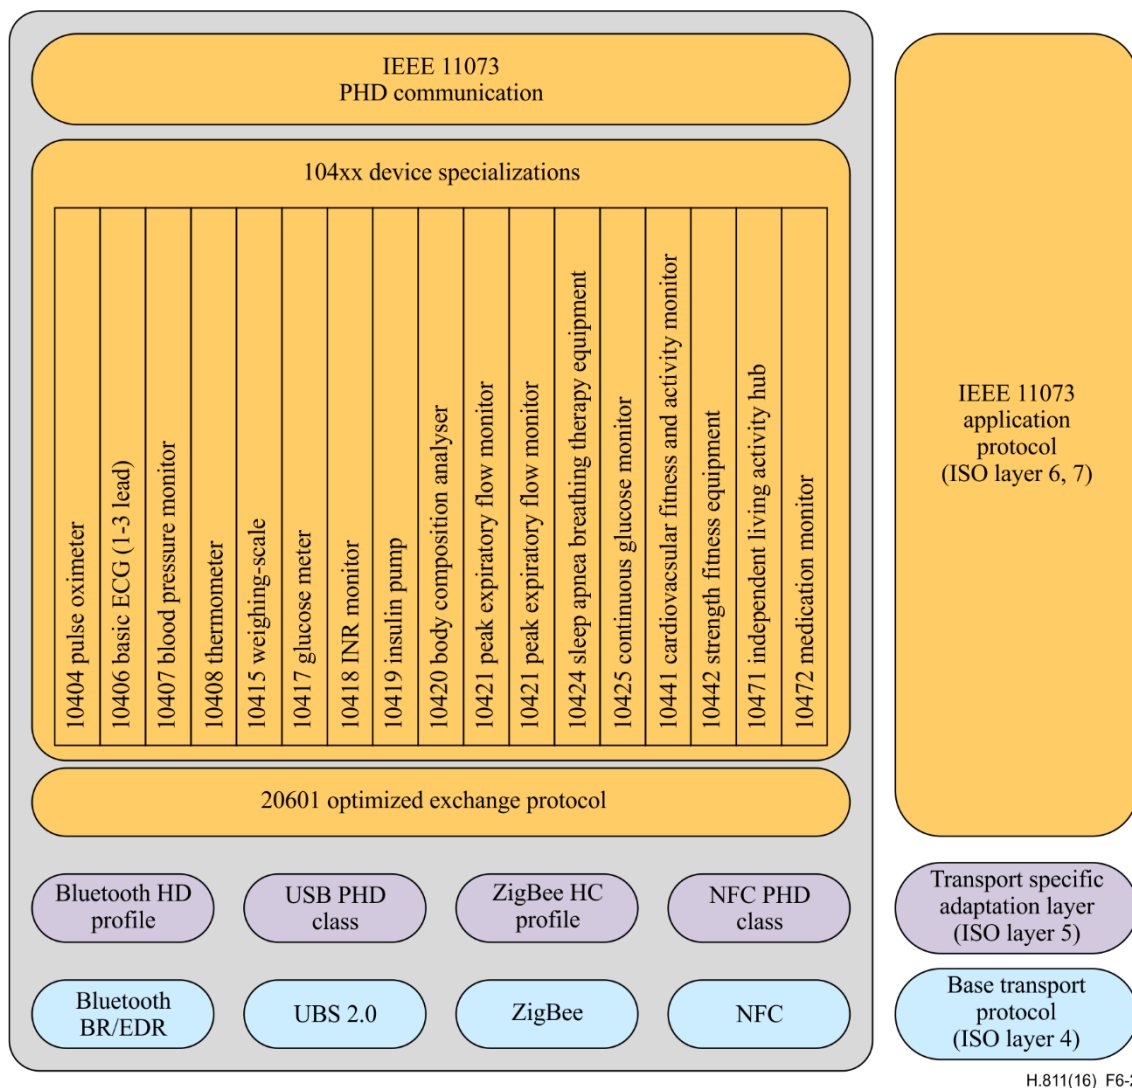 IEEE 11073
PHD communication
104xx device specializations
10404 pulse oximeter
10406 basic ECG (1-3 lead)
10407 blood pressure monitor
10408 thermometer
10415 weighing-scale
10417 glucose meter
10418 INR monitor
10419 insulin pump
10420 body composition analyser
10421 peak expiratory flow monitor
10421 peak expiratory flow monitor
10424 sleep apnea breathing therapy equipment
10425 continuous glucose monitor
10441 cardiovacsular fitness and activity monitor
10442 strength fitness equipment
10471 independent living activity hub
10472 medication monitor
20601 optimized exchange protocol
IEEE 11073
application
protocol
(ISO layer 6, 7)
Bluetooth HD
profile
USB PHD
class
ZigBee HC
profile
NFC PHD
class
Transport specific
adaptation layer
(ISO layer 5)
Bluetooth
BR/EDR
UBS 2.0
ZigBee
NFC
Base transport
protocol
(ISO layer 4)
H.811(16)_F6-